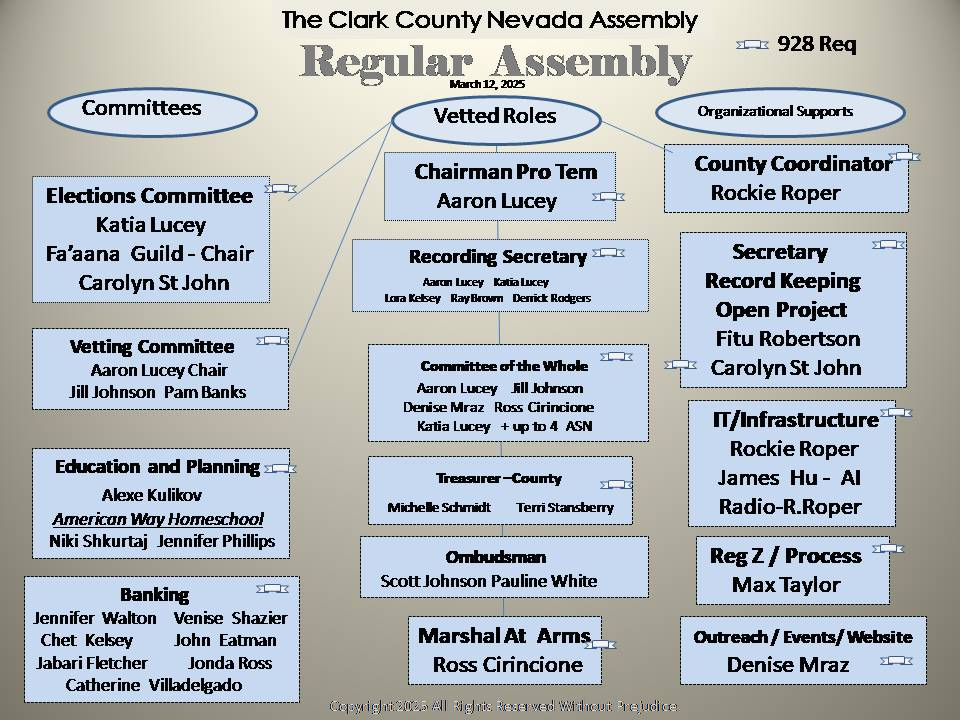 The Clark County Nevada Assembly
Regular Assembly
928 Req
March 12, 2025
Committees
Elections Committee
Katia Lucey
Fa’aana Guild - Chair
Carolyn St John
Vetting Committee
Aaron Lucey Chair
Jill Johnson Pam Banks
Education and Planning
Alexe Kulikov
American Way Homeschool
Niki Shkurtaj Jennifer Phillips
Banking
Jennifer Walton Venise Shazier
Chet Kelsey John Eatman
Jabari Fletcher Jonda Ross
Catherine Villadelgado
Vetted Roles
Chairman Pro Tem
Aaron Lucey
Recording Secretary
Aaron Lucey Katia Lucey
Lora Kelsey Ray Brown Derrick Rodgers
Committee of the Whole
Aaron Lucey Jill Johnson
Denise Mraz Ross Cirincione
Katia Lucey + up to 4 ASN
Treasurer –County
Michelle Schmidt Terri Stansberry
Ombudsman
Scott Johnson Pauline White
Marshal At Arms
Ross Cirincione
Organizational Supports
County Coordinator
Rockie Roper
Secretary
Record Keeping
Open Project
Fitu Robertson
Carolyn St John
IT/Infrastructure
Rockie Roper
James Hu - AI
Radio-R.Roper
Reg Z / Process
Max Taylor
Outreach / Events/ Website
Denise Mraz
Copyright 2025 All Rights Reserved Without Prejudice